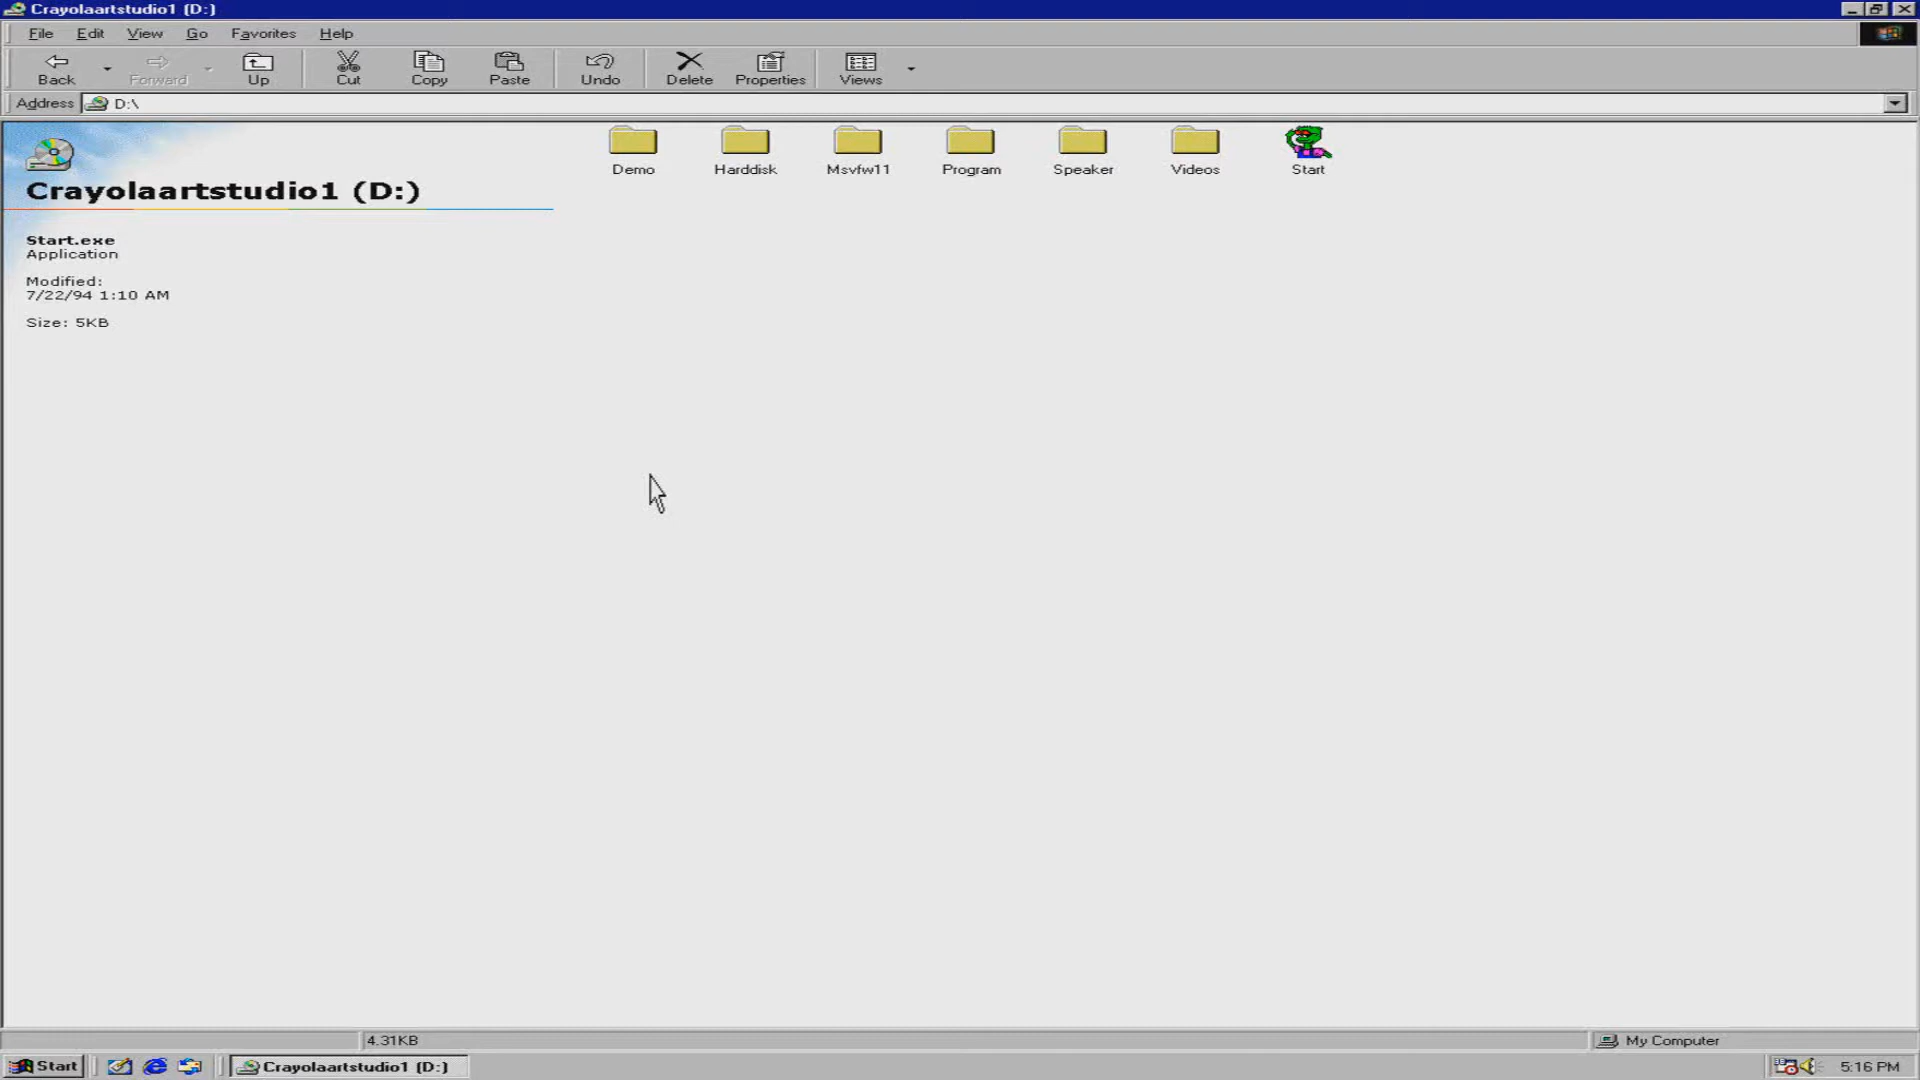 Crayolaartstudio1 (D:)
File Edit View Go Favorites Help
Back Forward Up Cut Copy Paste Undo Delete Properties Views
Address D:\
Demo Harddisk Msvfw11 Program Speaker Videos Start
Crayolaartstudio1 (D:)
Start.exe
Application
Modified:
7/22/94 1:10 AM
Size: 5KB
4.31KB My Computer
Start Crayolaartstudio1 (D:) 5:16 PM